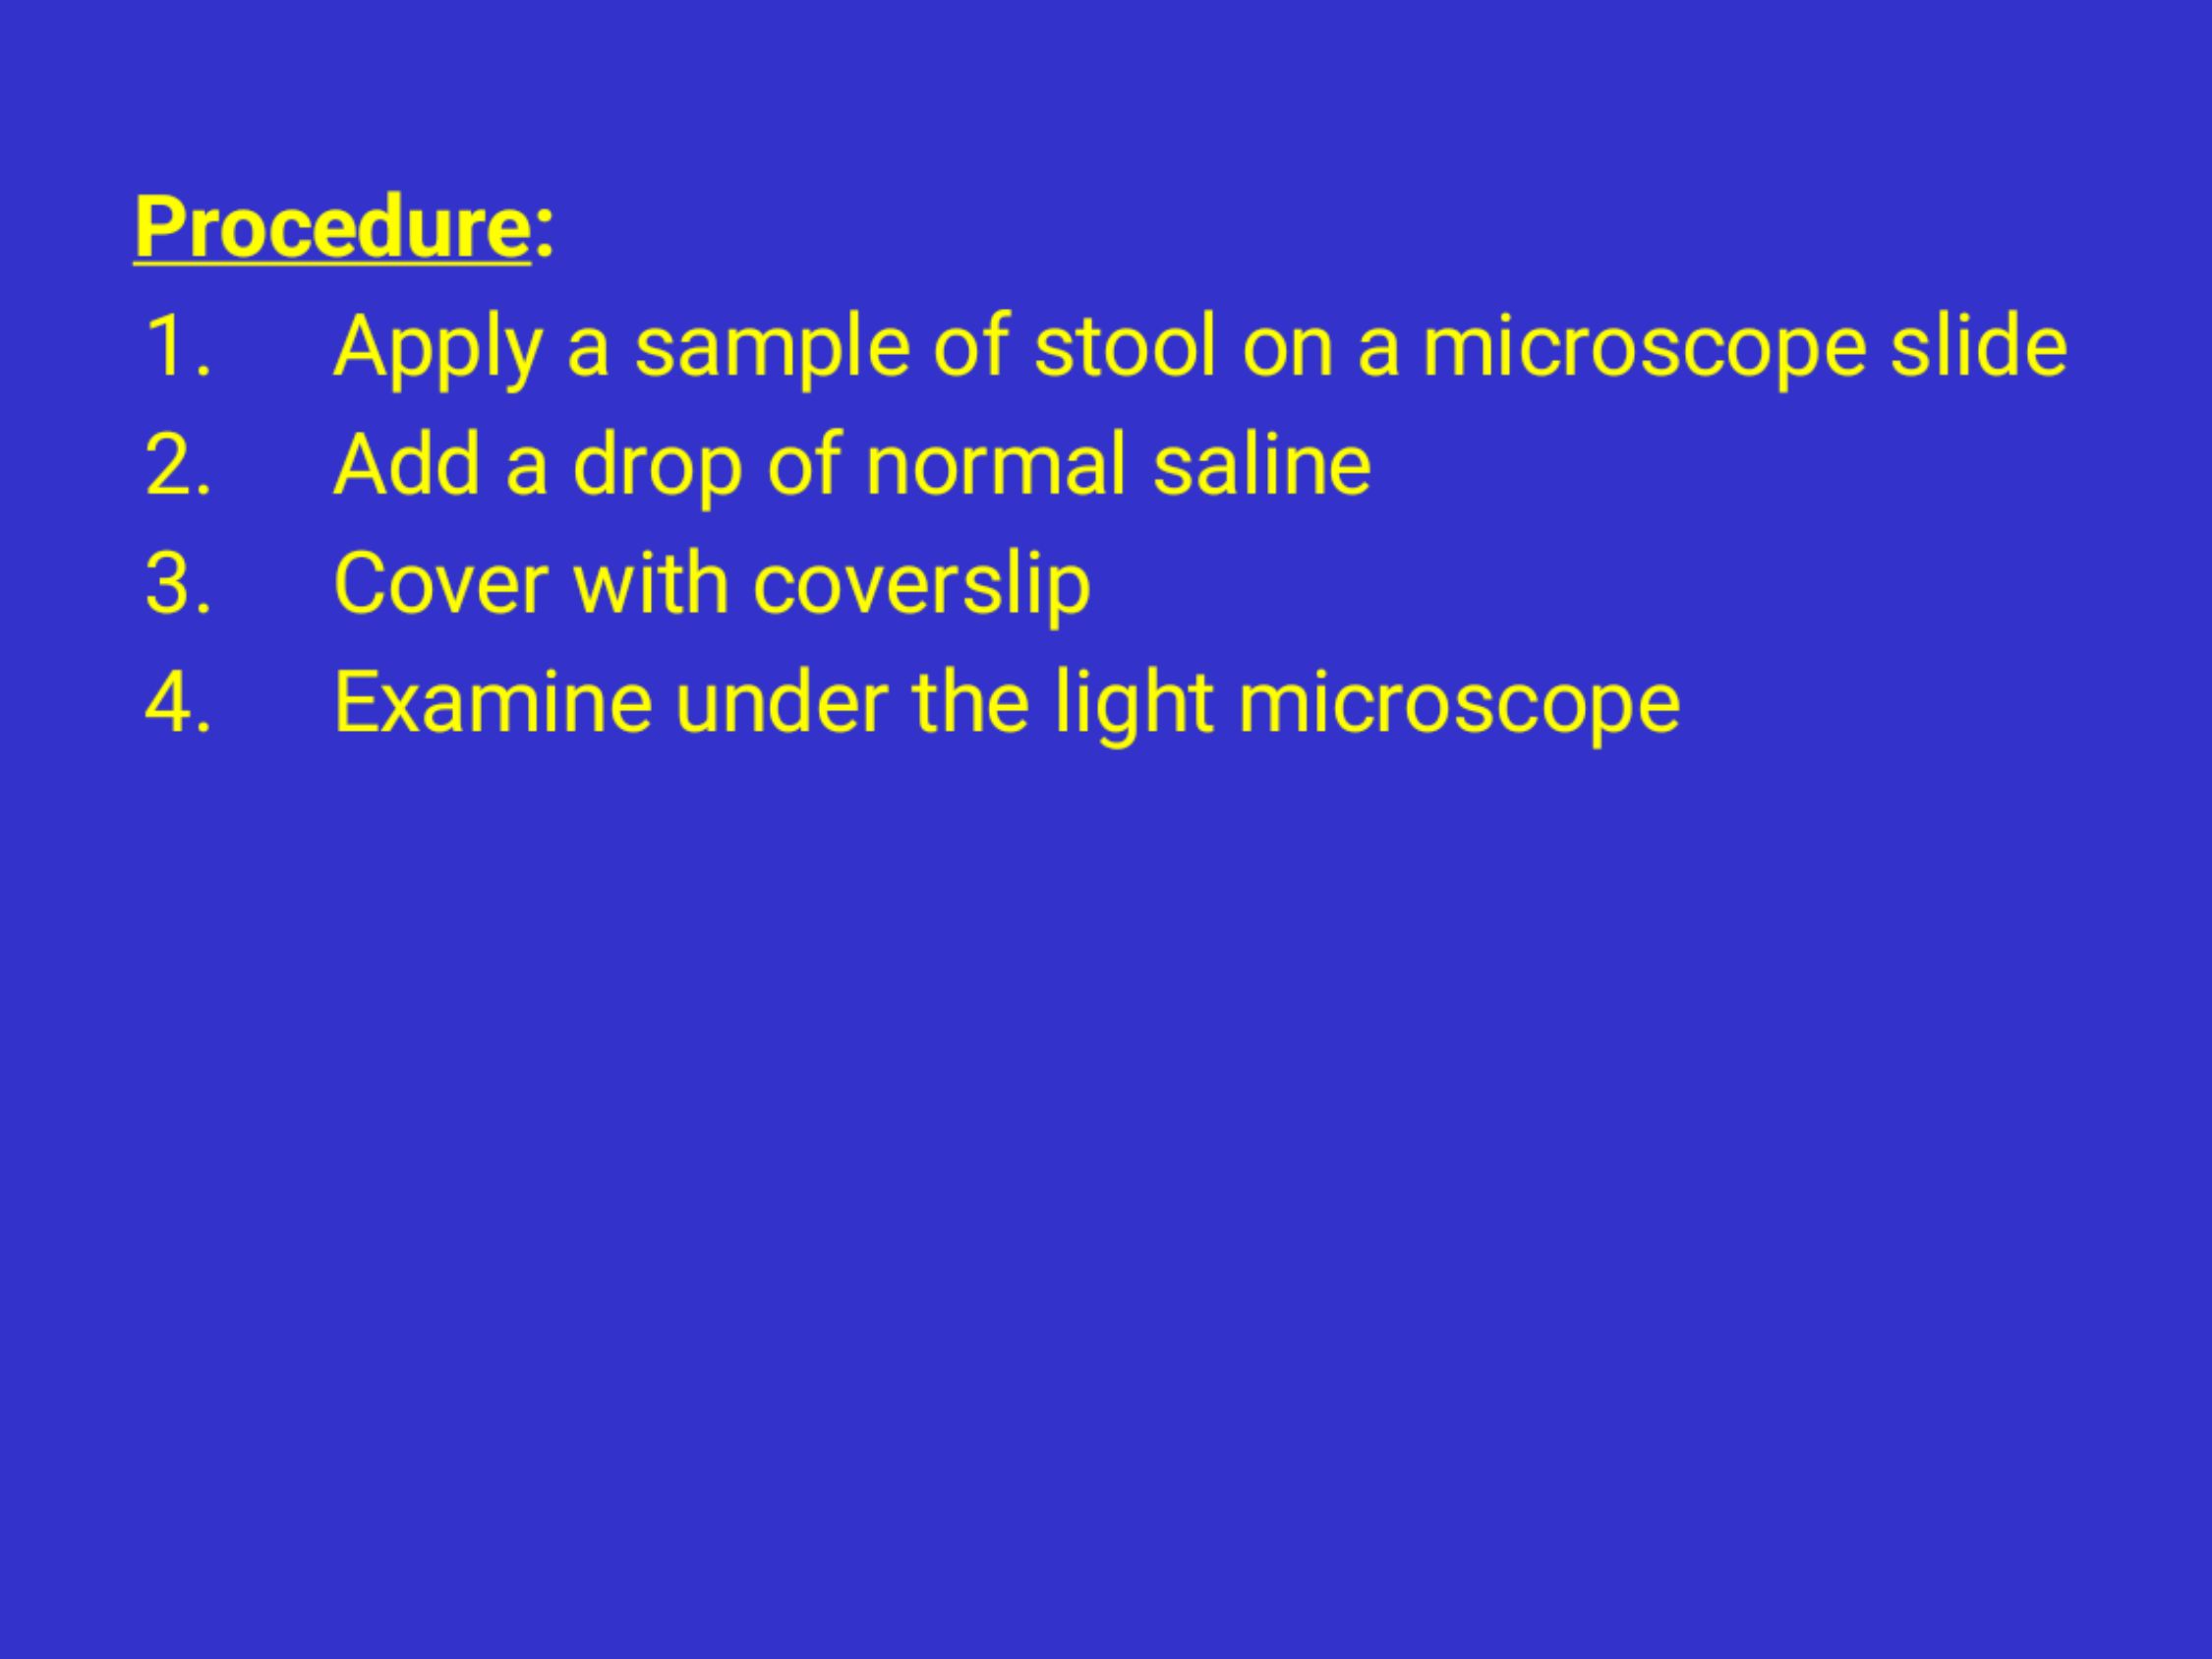 Procedure:
1. Apply a sample of stool on a microscope slide
2. Add a drop of normal saline
3. Cover with coverslip
4. Examine under the light microscope